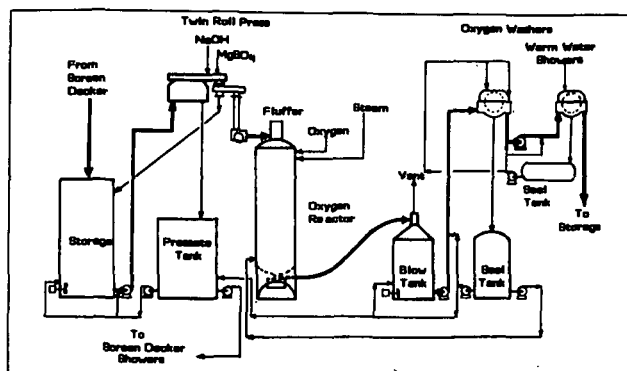 Twin Roll Press
NaOH
MgSO4
From
Screen
Decker
Oxygen Washers
Warm Water
Showers
Fluffer
Steam
Oxygen
Vent
Seal
Tank
To
Storage
Oxygen
Reactor
Storage
Pressate
Tank
Blow
Tank
Seal
Tank
To
Screen Decker
Showers